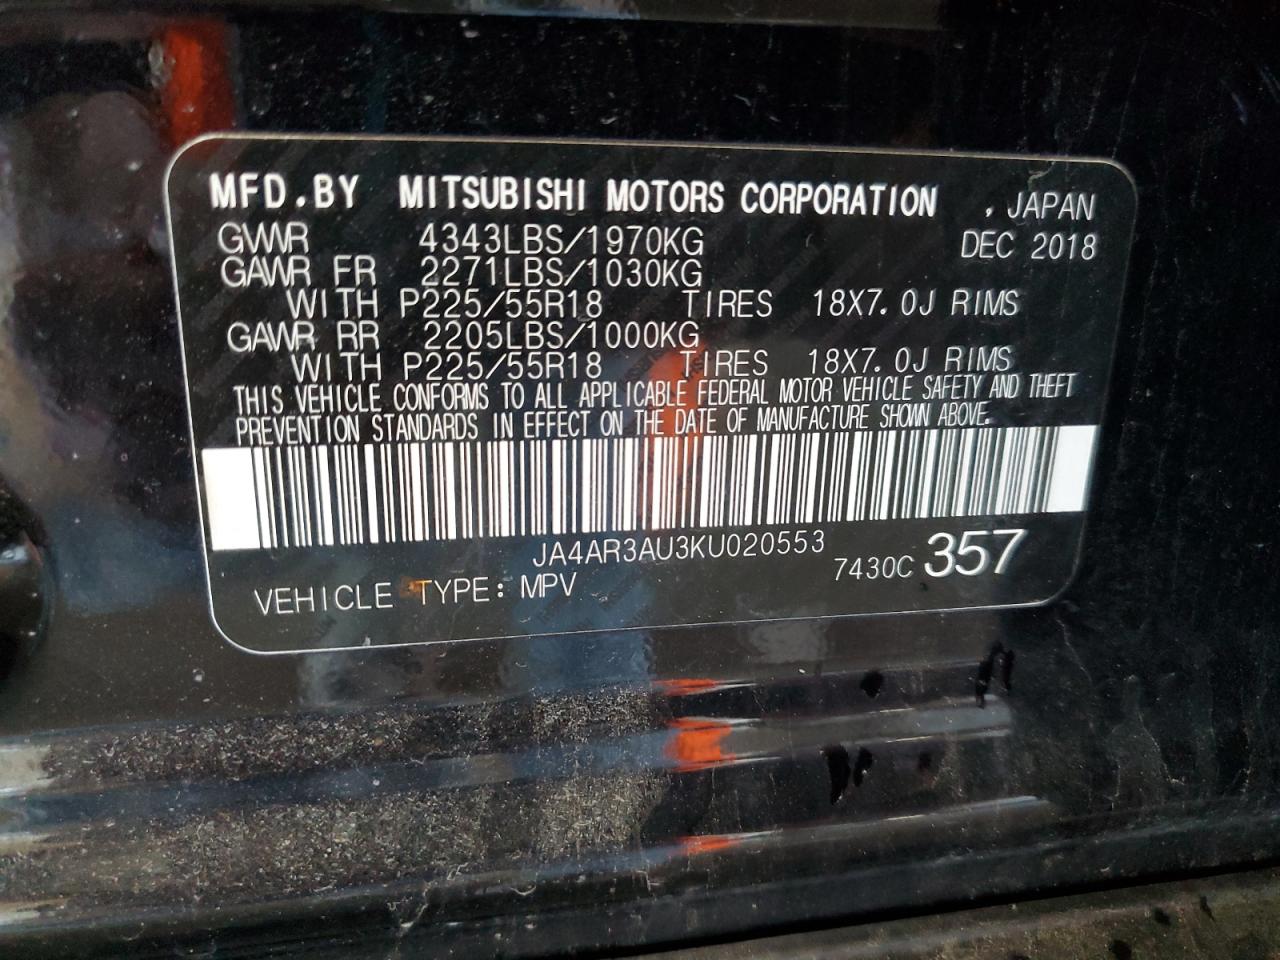 MFD.BY MITSUBISHI MOTORS CORPORATION , JAPAN
GVWR 4343LBS/1970KG DEC 2018
GAWR FR 2271LBS/1030KG
WITH P225/55R18 TIRES 18X7.0J RIMS
GAWR RR 2205LBS/1000KG
WITH P225/55R18 TIRES 18X7.0J RIMS
THIS VEHICLE CONFORMS TO ALL APPLICABLE FEDERAL MOTOR VEHICLE SAFETY AND THEFT
PREVENTION STANDARDS IN EFFECT ON THE DATE OF MANUFACTURE SHOWN ABOVE.
JA4AR3AU3KU020553
VEHICLE TYPE: MPV 7430C 357